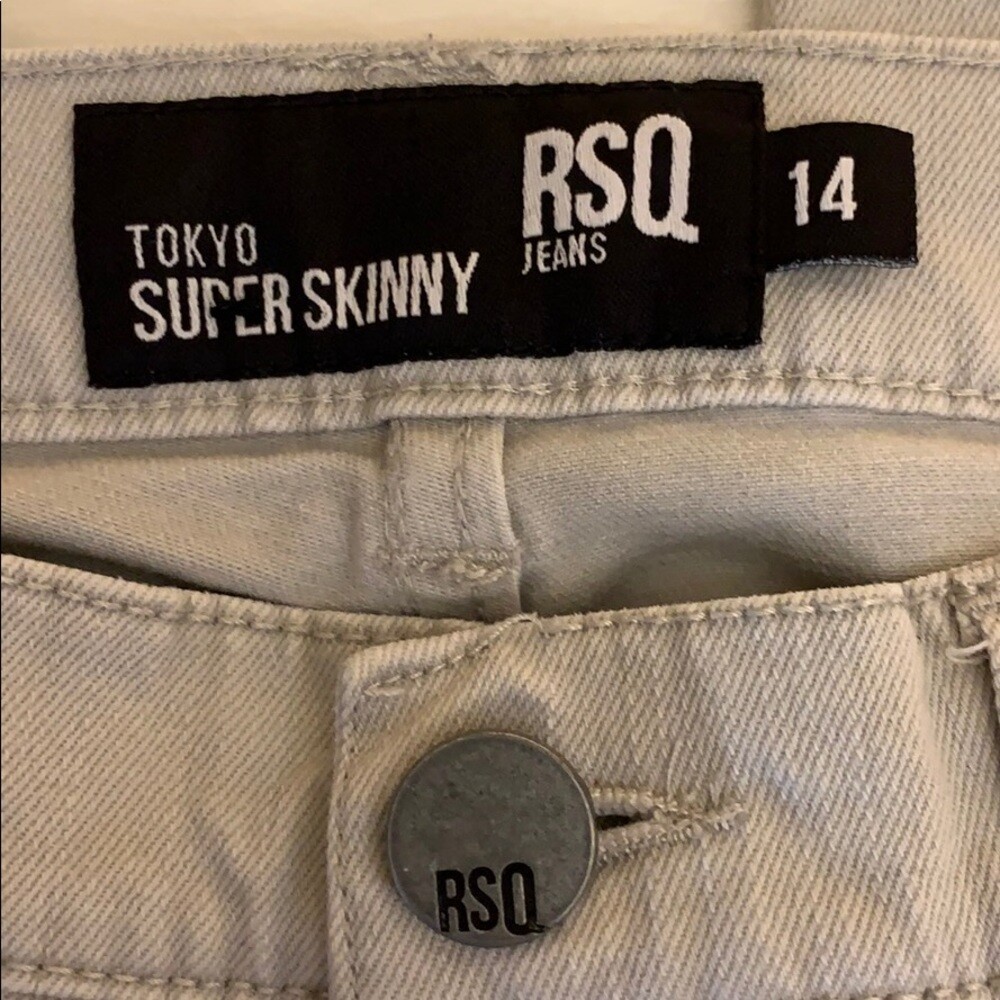 RSQ
JEANS
14
TOKYO
SUPER SKINNY
RSQ